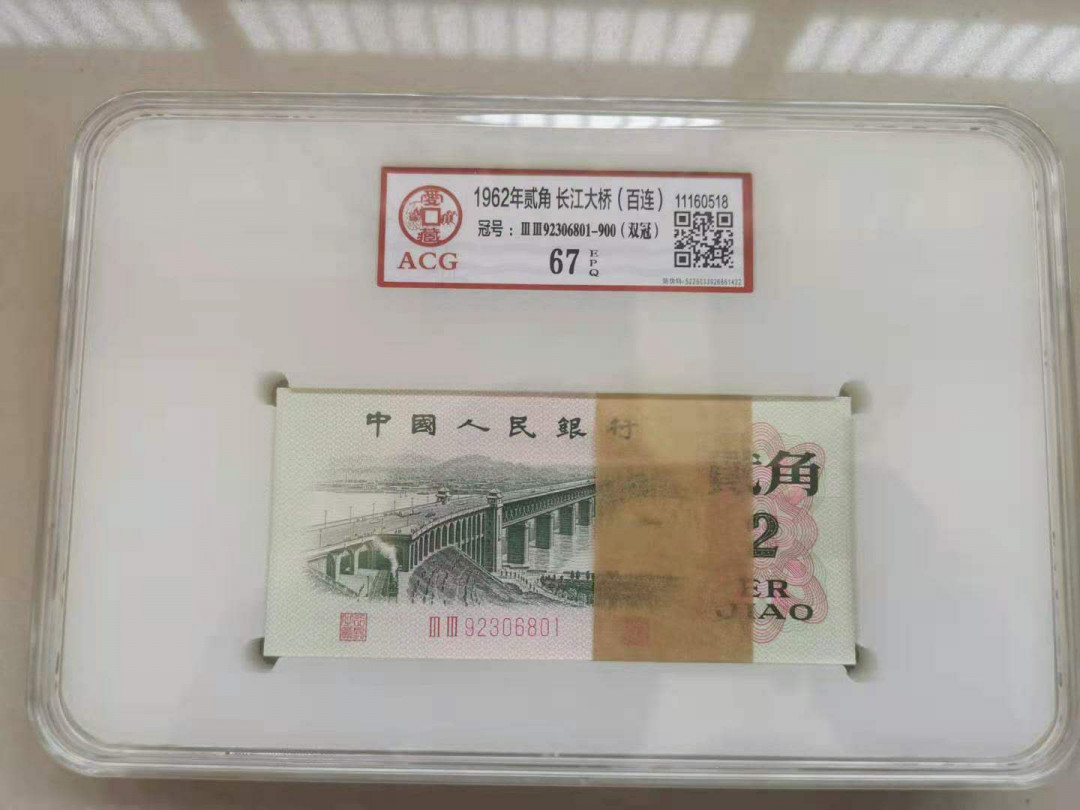 1962年贰角 长江大桥（百连） 11160518
冠号：ⅢⅢ92306801-900（双冠）
ACG
67 EPQ
中國人民銀行
貳角
2
ER
JIAO
ⅢⅢ92306801